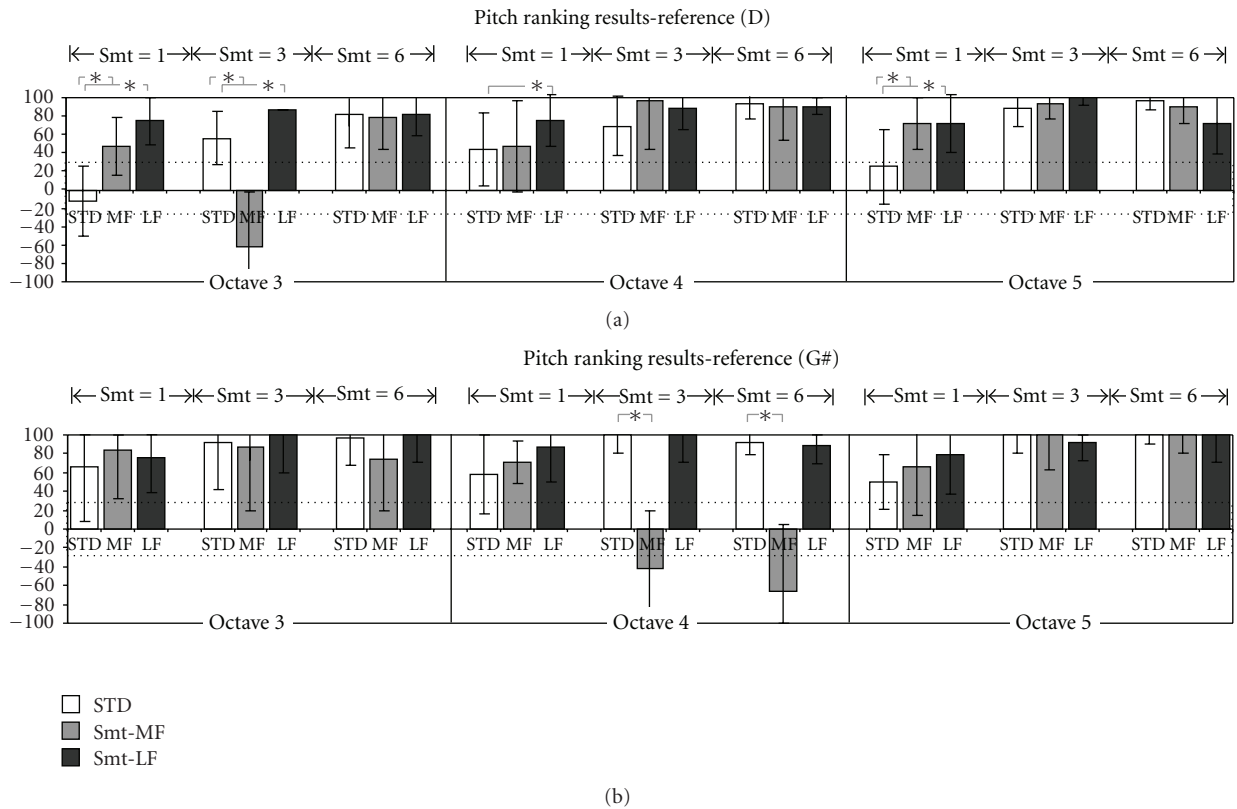 Pitch ranking results-reference (D)
Smt = 1 Smt = 3 Smt = 6 Smt = 1 Smt = 3 Smt = 6 Smt = 1 Smt = 3 Smt = 6
* * * *
* * * * *
100
80
60
40
20
0
−20
−40
−60
−80
−100
STD MF LF STD MF LF STD MF LF STD MF LF STD MF LF STD MF LF STD MF LF STD MF LF STD MF LF
Octave 3 Octave 4 Octave 5
(a)
Pitch ranking results-reference (G#)
Smt = 1 Smt = 3 Smt = 6 Smt = 1 Smt = 3 Smt = 6 Smt = 1 Smt = 3 Smt = 6
* *
100
80
60
40
20
0
−20
−40
−60
−80
−100
STD MF LF STD MF LF STD MF LF STD MF LF STD MF LF STD MF LF STD MF LF STD MF LF STD MF LF
Octave 3 Octave 4 Octave 5
STD
Smt-MF
Smt-LF
(b)